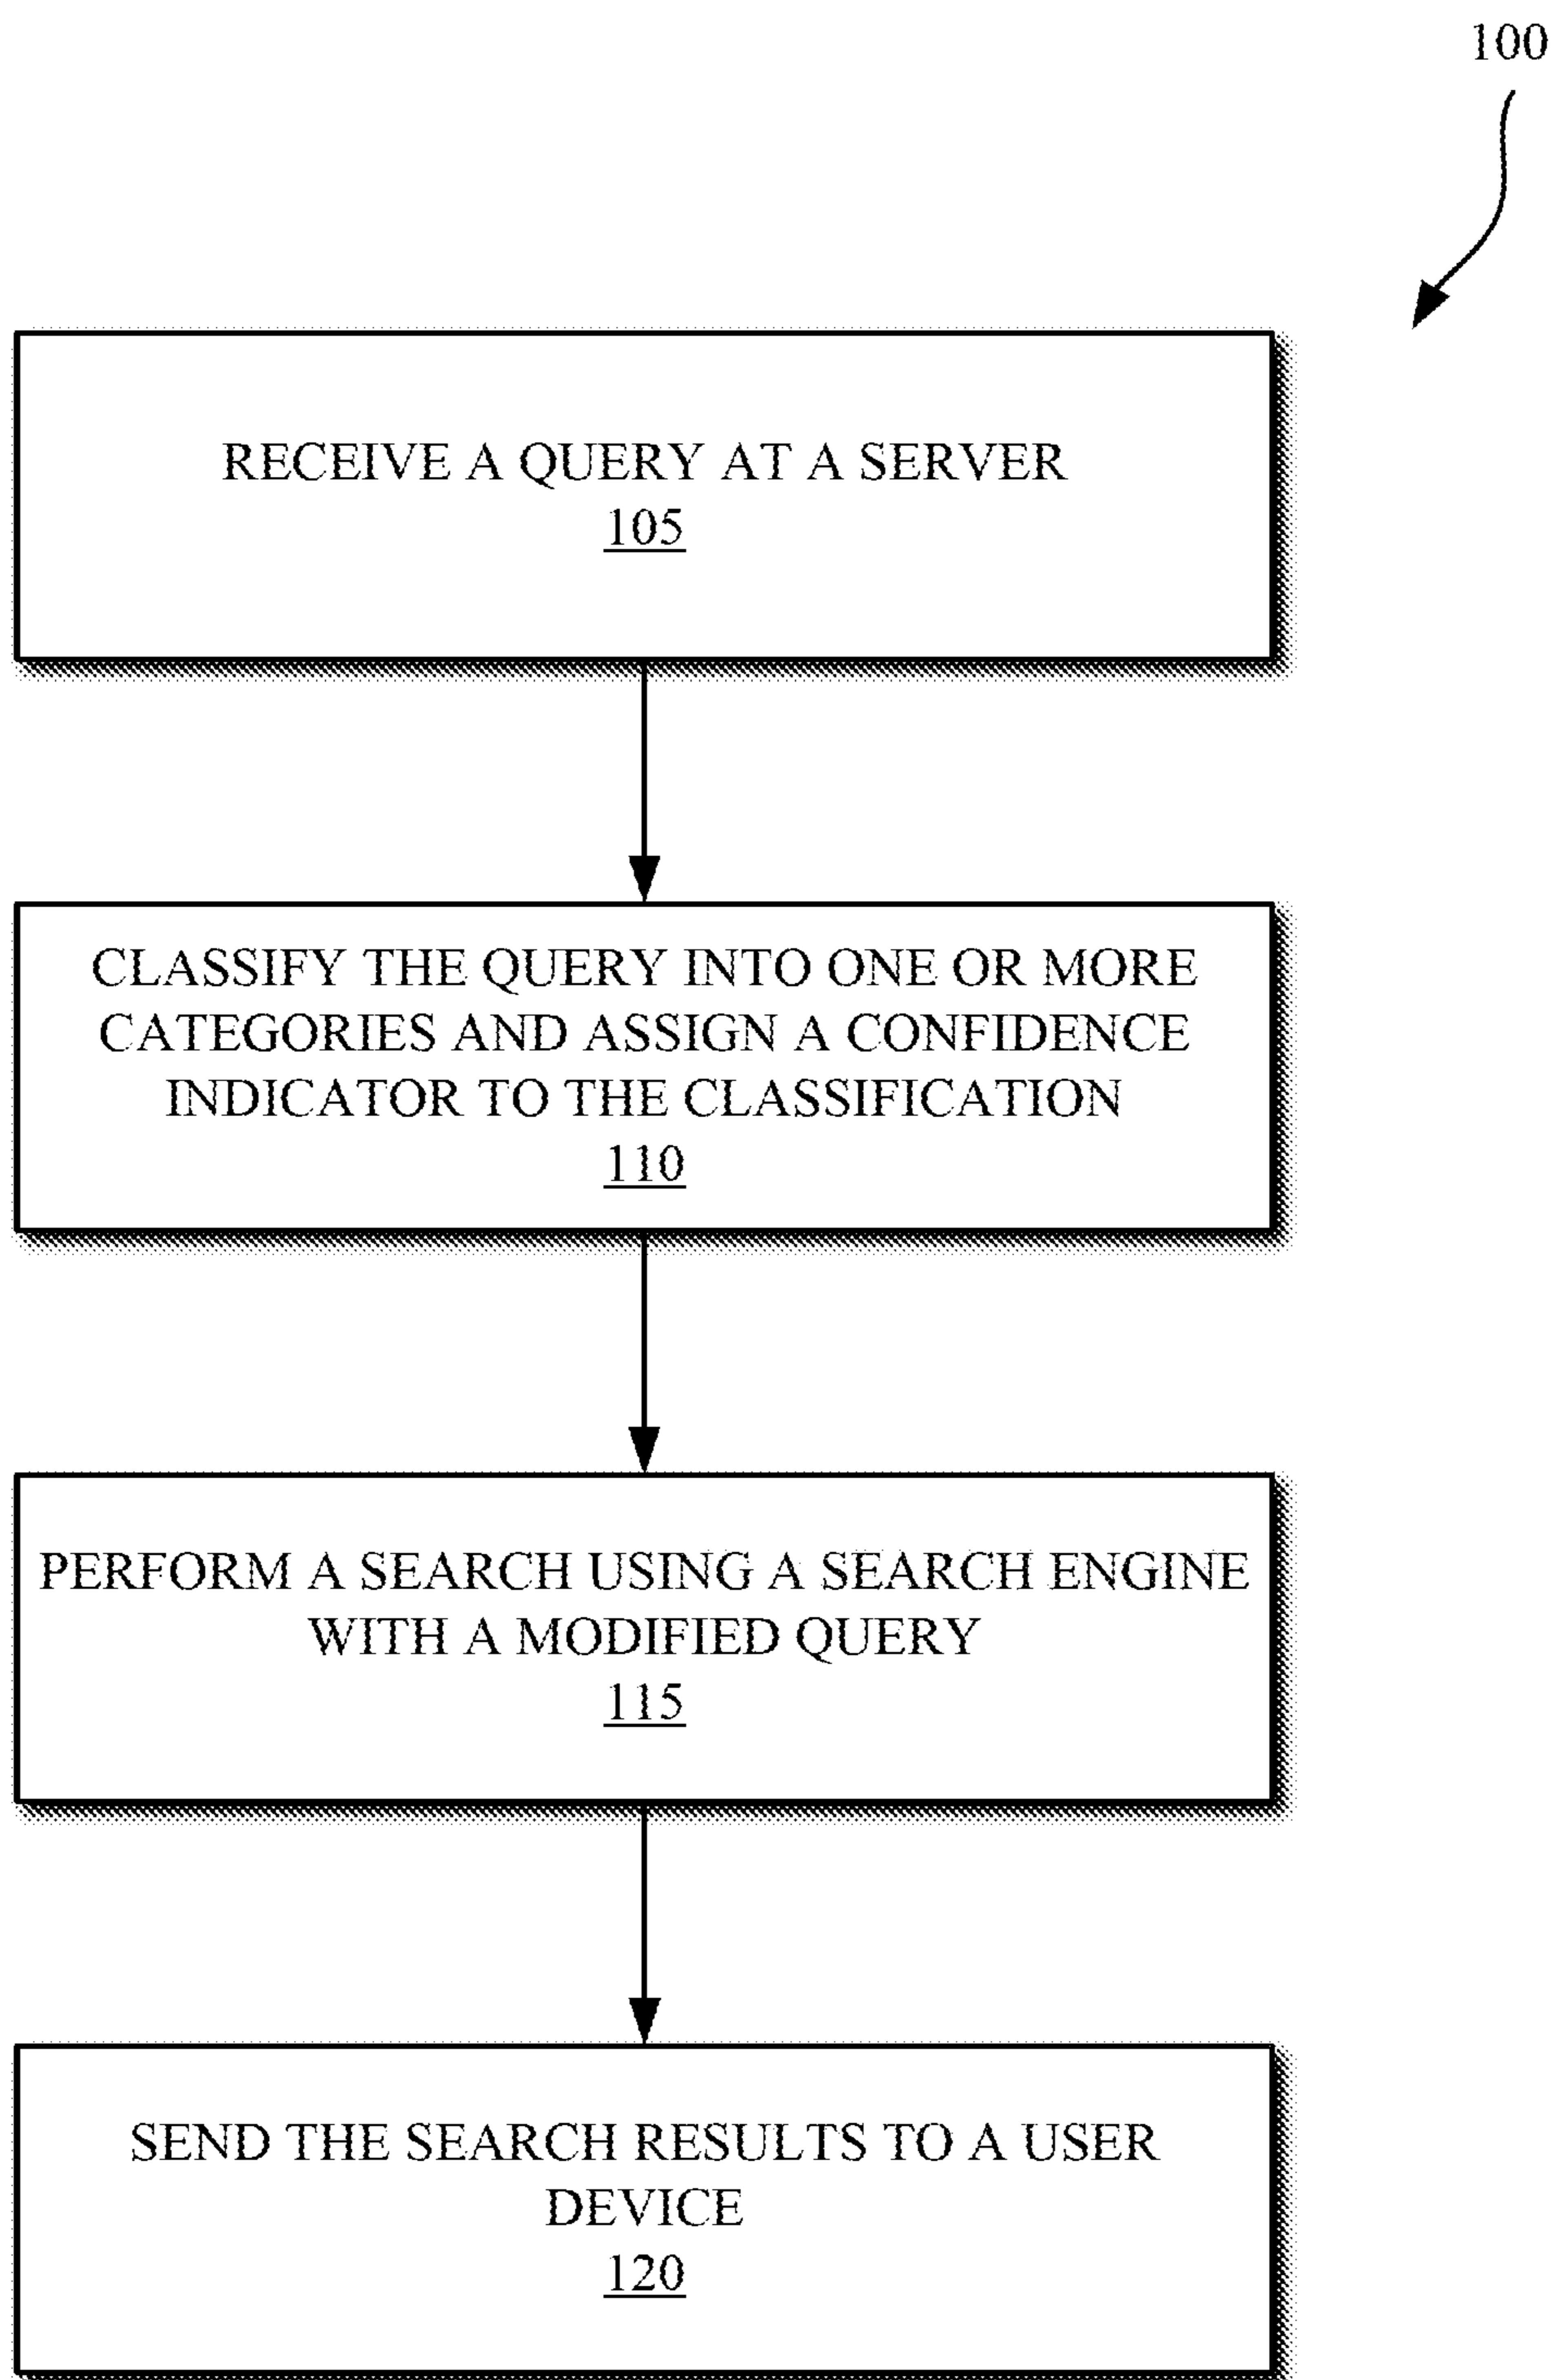 100
RECEIVE A QUERY AT A SERVER
105
CLASSIFY THE QUERY INTO ONE OR MORE
CATEGORIES AND ASSIGN A CONFIDENCE
INDICATOR TO THE CLASSIFICATION
110
PERFORM A SEARCH USING A SEARCH ENGINE
WITH A MODIFIED QUERY
115
SEND THE SEARCH RESULTS TO A USER
DEVICE
120